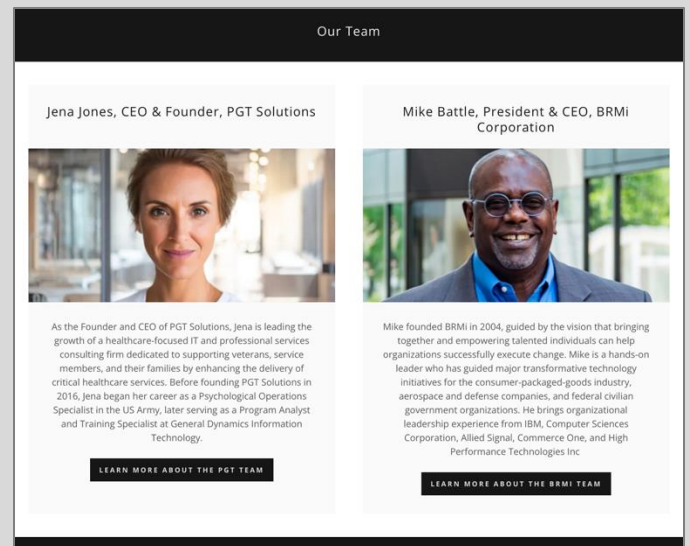 Our Team
Jena Jones, CEO & Founder, PGT Solutions
As the Founder and CEO of PGT Solutions, Jena is leading the
growth of a healthcare-focused IT and professional services
consulting firm dedicated to supporting veterans, service
members, and their families by enhancing the delivery of
critical healthcare services. Before founding PGT Solutions in
2016, Jena began her career as a Psychological Operations
Specialist in the US Army, later serving as a Program Analyst
and Training Specialist at General Dynamics Information
Technology.
LEARN MORE ABOUT THE PGT TEAM
Mike Battle, President & CEO, BRMi
Corporation
Mike founded BRMi in 2004, guided by the vision that bringing
together and empowering talented individuals can help
organizations successfully execute change. Mike is a hands-on
leader who has guided major transformative technology
initiatives for the consumer-packaged-goods industry,
aerospace and defense companies, and federal civilian
government organizations. He brings organizational
leadership experience from IBM, Computer Sciences
Corporation, Allied Signal, Commerce One, and High
Performance Technologies Inc
LEARN MORE ABOUT THE BRMI TEAM